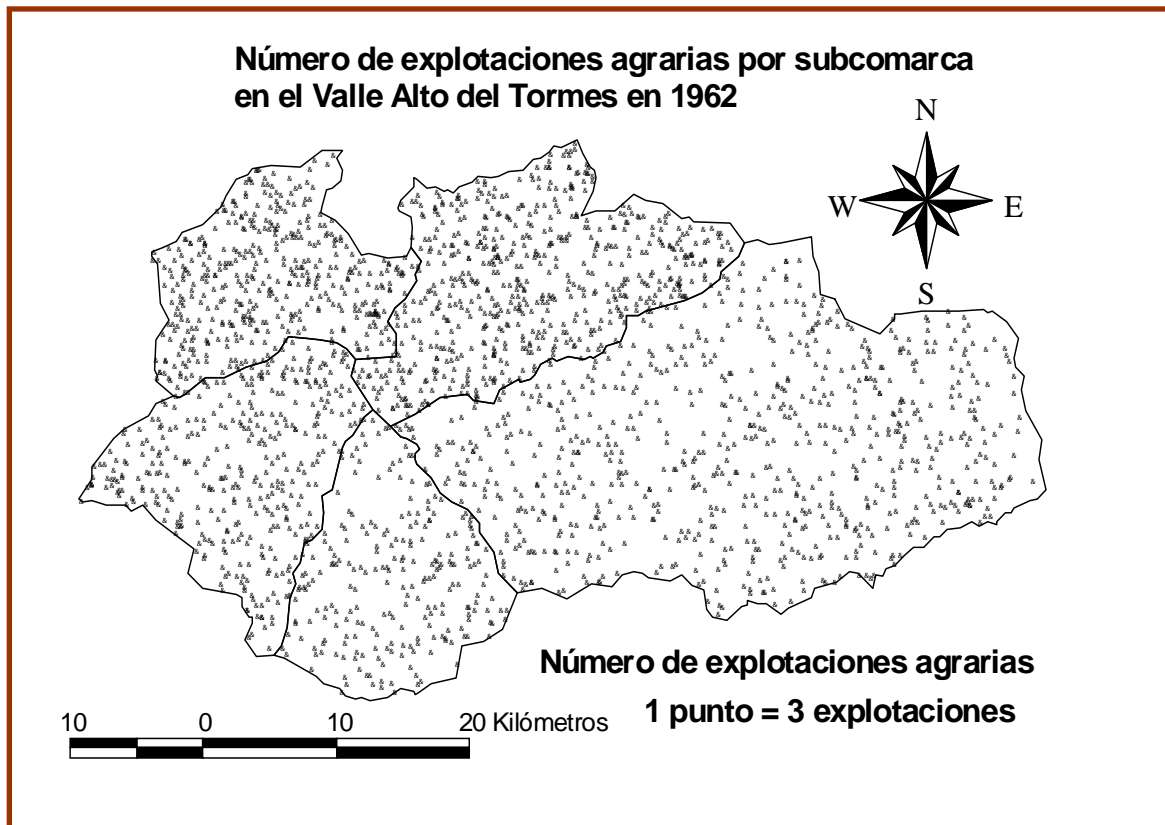 Número de explotaciones agrarias por subcomarca
en el Valle Alto del Tormes en 1962
N
W
E
S
Número de explotaciones agrarias
1 punto = 3 explotaciones
10 0 10 20 Kilómetros